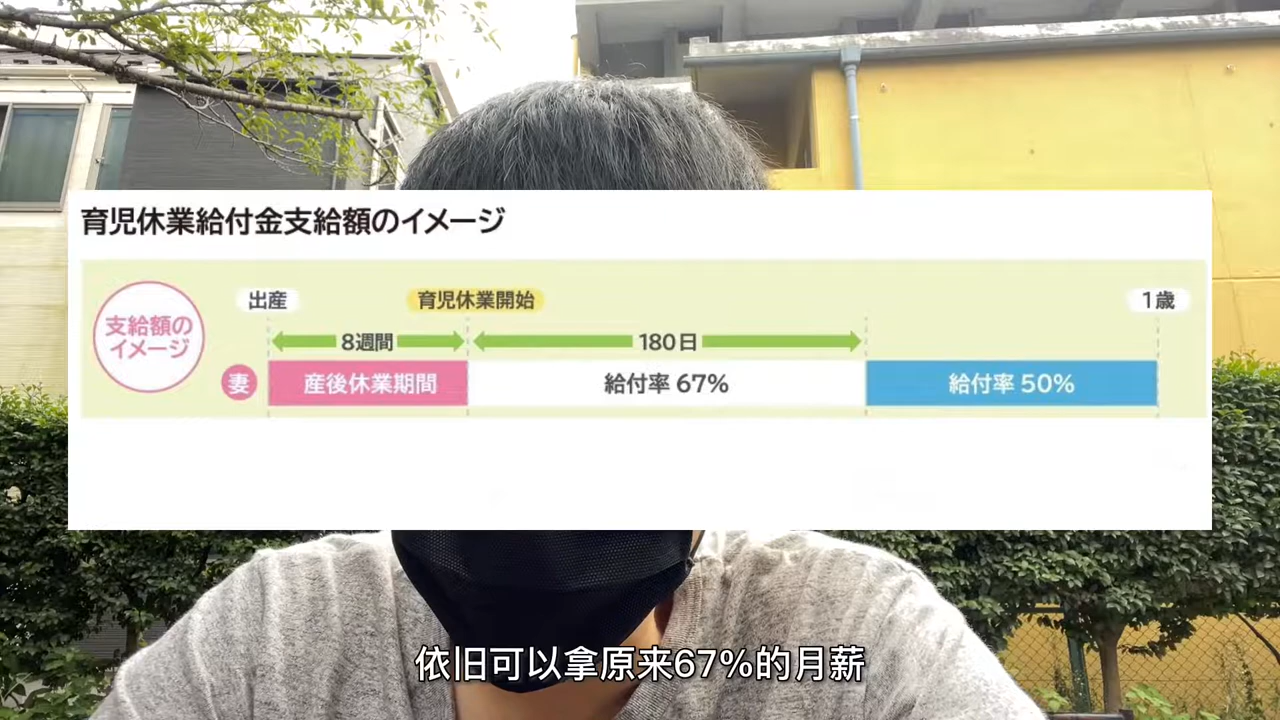 育児休業給付金支給額のイメージ
支給額の
イメージ
出産
育児休業開始
1歳
8週間
180日
妻
産後休業期間
給付率 67%
給付率 50%
依旧可以拿原来67%的月薪